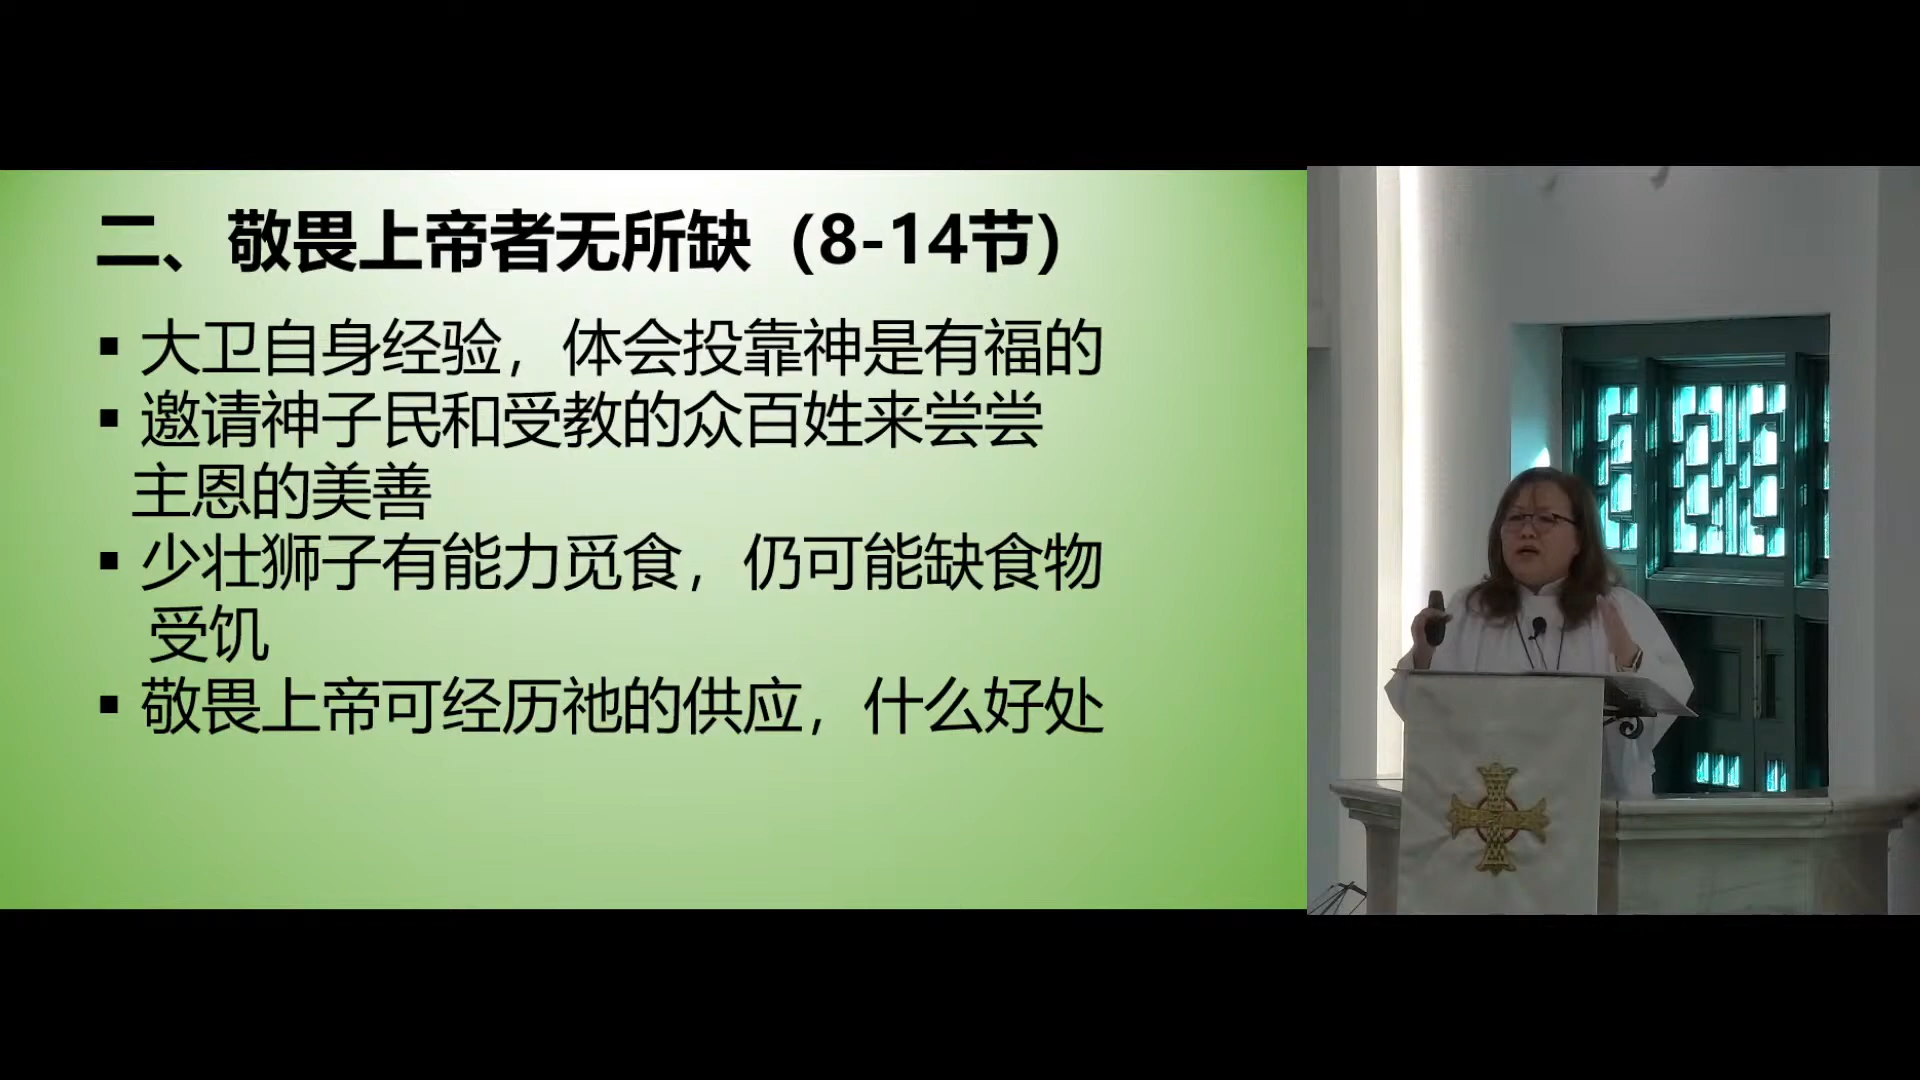 二、敬畏上帝者无所缺（8-14节）
▪ 大卫自身经验，体会投靠神是有福的
▪ 邀请神子民和受教的众百姓来尝尝
主恩的美善
▪ 少壮狮子有能力觅食，仍可能缺食物
受饥
▪ 敬畏上帝可经历祂的供应，什么好处